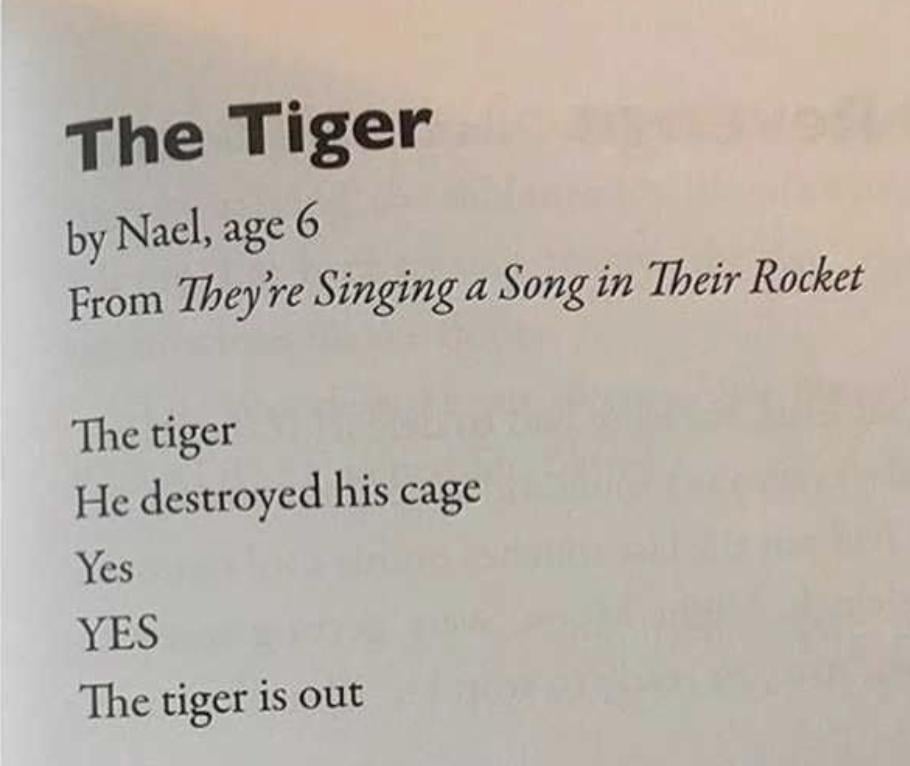 The Tiger
by Nael, age 6
From They’re Singing a Song in Their Rocket
The tiger
He destroyed his cage
Yes
YES
The tiger is out